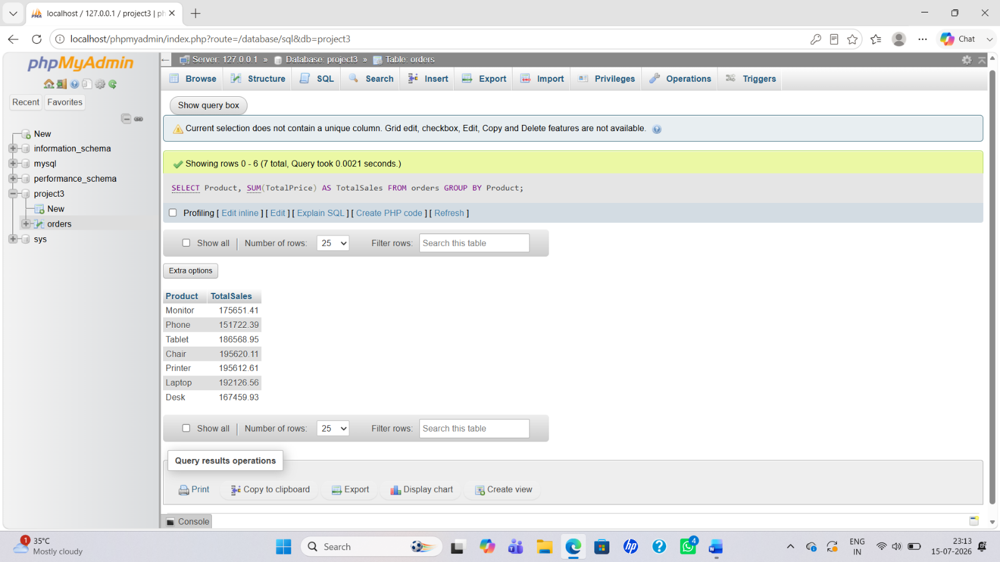 localhost / 127.0.0.1 / project3 | ph
localhost/phpmyadmin/index.php?route=/database/sql&db=project3
Chat
phpMyAdmin
Recent
Favorites
New
information_schema
mysql
performance_schema
project3
New
orders
sys
Server: 127.0.0.1 » Database: project3 » Table: orders
Browse Structure SQL Search Insert Export Import Privileges Operations Triggers
Show query box
Current selection does not contain a unique column. Grid edit, checkbox, Edit, Copy and Delete features are not available.
Showing rows 0 - 6 (7 total, Query took 0.0021 seconds.)
SELECT Product, SUM(TotalPrice) AS TotalSales FROM orders GROUP BY Product;
Profiling [ Edit inline ] [ Edit ] [ Explain SQL ] [ Create PHP code ] [ Refresh ]
Show all | Number of rows: 25 Filter rows: Search this table
Extra options
Product TotalSales
Monitor 175651.41
Phone 151722.39
Tablet 186568.95
Chair 195620.11
Printer 195612.61
Laptop 192126.56
Desk 167459.93
Show all | Number of rows: 25 Filter rows: Search this table
Query results operations
Print Copy to clipboard Export Display chart Create view
Console
1 35°C
Mostly cloudy
Search
4
ENG
IN
23:13
15-07-2026